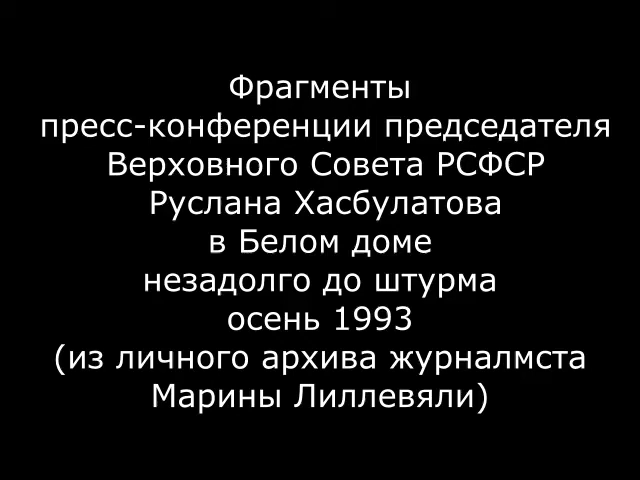 Фрагменты
пресс-конференции председателя
Верховного Совета РСФСР
Руслана Хасбулатова
в Белом доме
незадолго до штурма
осень 1993
(из личного архива журналмста
Марины Лиллевяли)